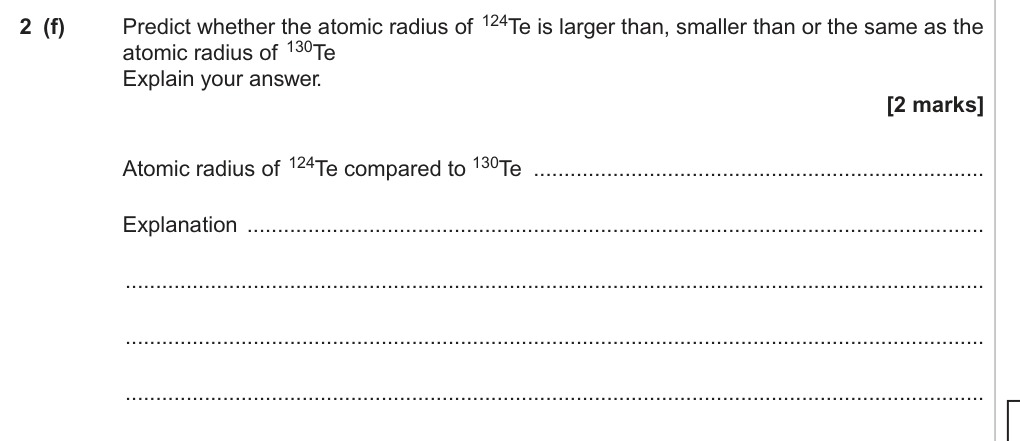 2 (f) Predict whether the atomic radius of ¹²⁴Te is larger than, smaller than or the same as the
atomic radius of ¹³⁰Te
Explain your answer.
[2 marks]
Atomic radius of ¹²⁴Te compared to ¹³⁰Te ..........................................................................
Explanation ..........................................................................................................................
..............................................................................................................................................
..............................................................................................................................................
..............................................................................................................................................